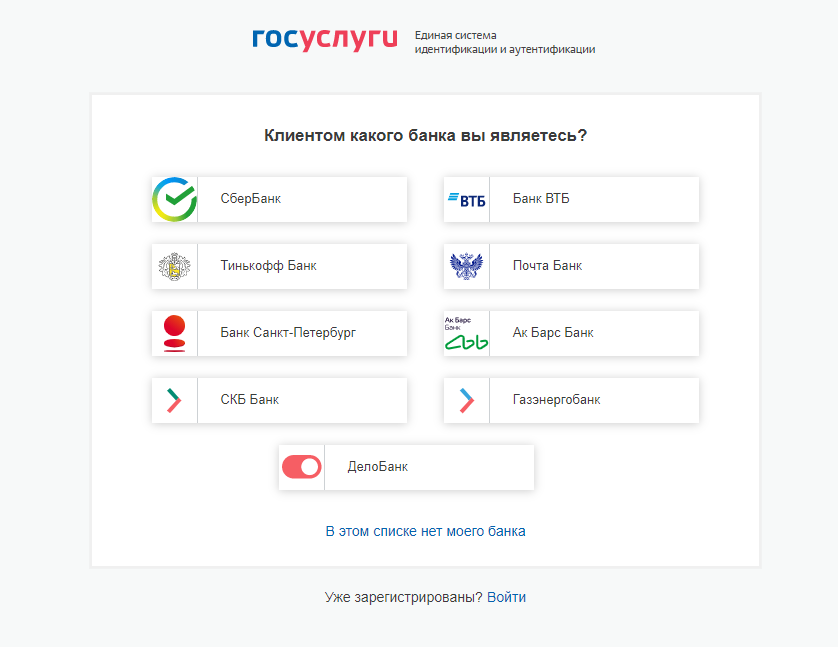 госуслуги
Единая система
идентификации и аутентификации
Клиентом какого банка вы являетесь?
СберБанк
ВТБ
Банк ВТБ
Тинькофф Банк
Почта Банк
Банк Санкт-Петербург
Ак Барс
Банк
Ак Барс Банк
СКБ Банк
Газэнергобанк
ДелоБанк
В этом списке нет моего банка
Уже зарегистрированы? Войти